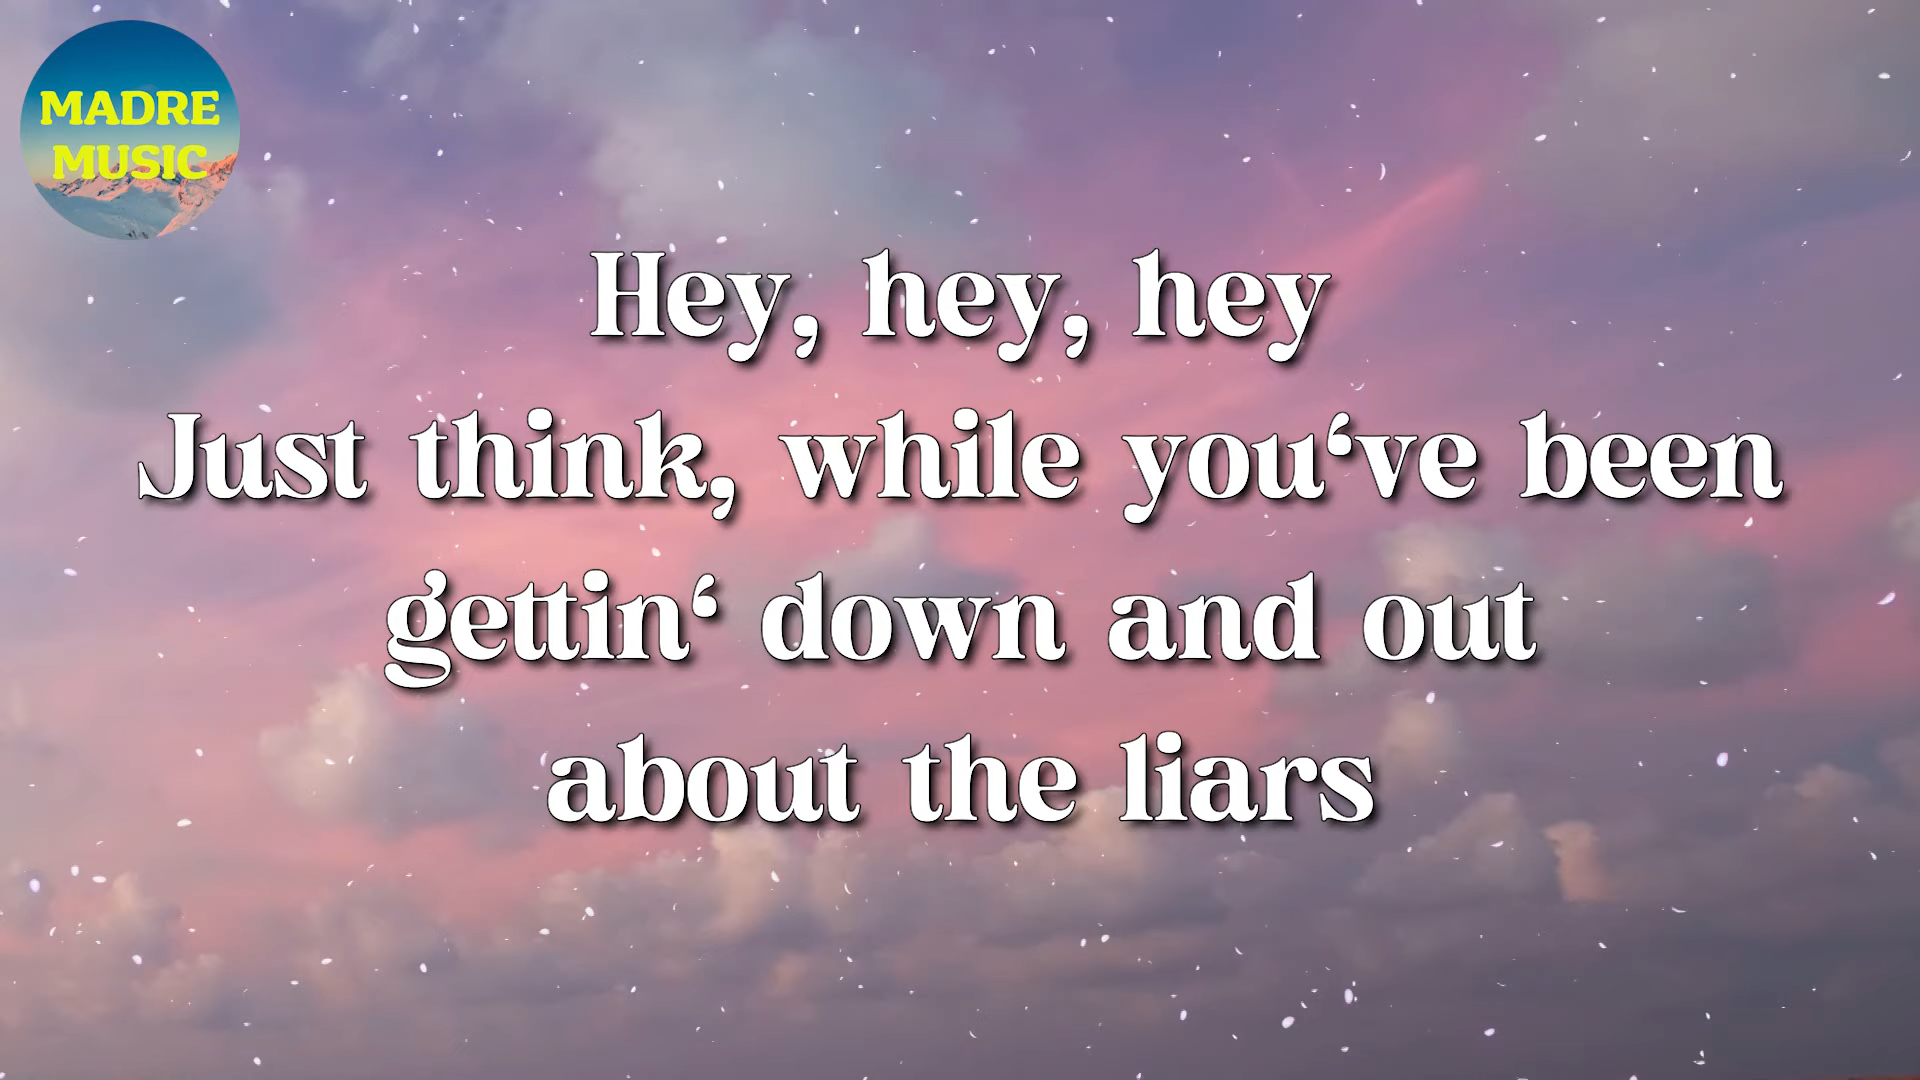 MADRE
MUSIC
Hey, hey, hey
Just think, while you‘ve been
gettin‘ down and out
about the liars